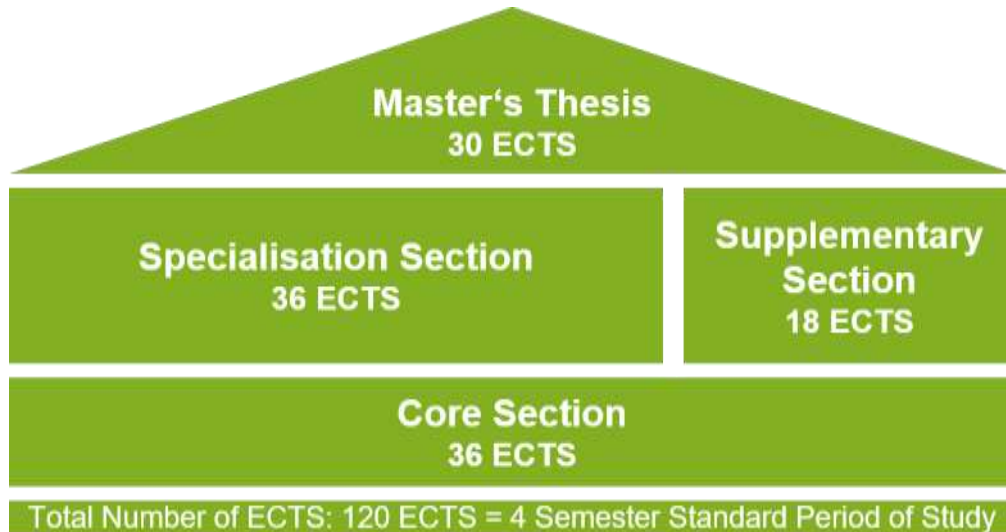 Master‘s Thesis
30 ECTS
Specialisation Section
36 ECTS
Supplementary
Section
18 ECTS
Core Section
36 ECTS
Total Number of ECTS: 120 ECTS = 4 Semester Standard Period of Study